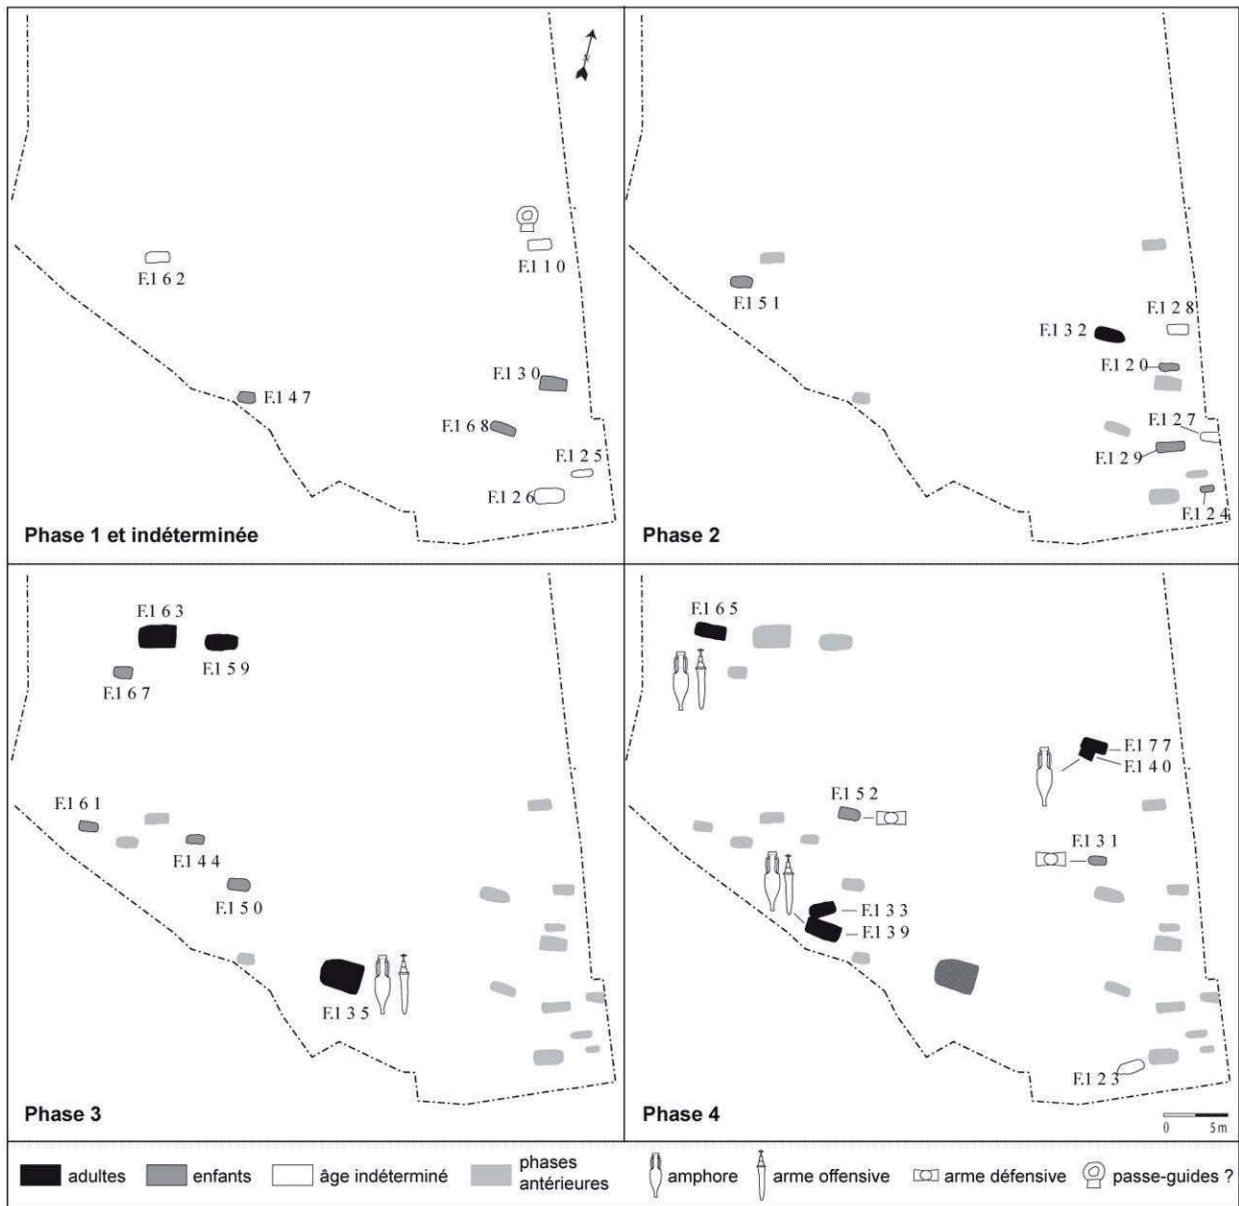 N
F.110
F.162
F.130
F.147
F.168
F.125
F.126
Phase 1 et indéterminée
F.151
F.128
F.132
F.120
F.127
F.129
F.124
Phase 2
F.163
F.159
F.167
F.161
F.144
F.150
F.135
Phase 3
F.165
F.177
F.140
F.152
F.131
F.133
F.139
F.123
Phase 4
0 5m
adultes enfants âge indéterminé phases antérieures amphore arme offensive arme défensive passe-guides ?